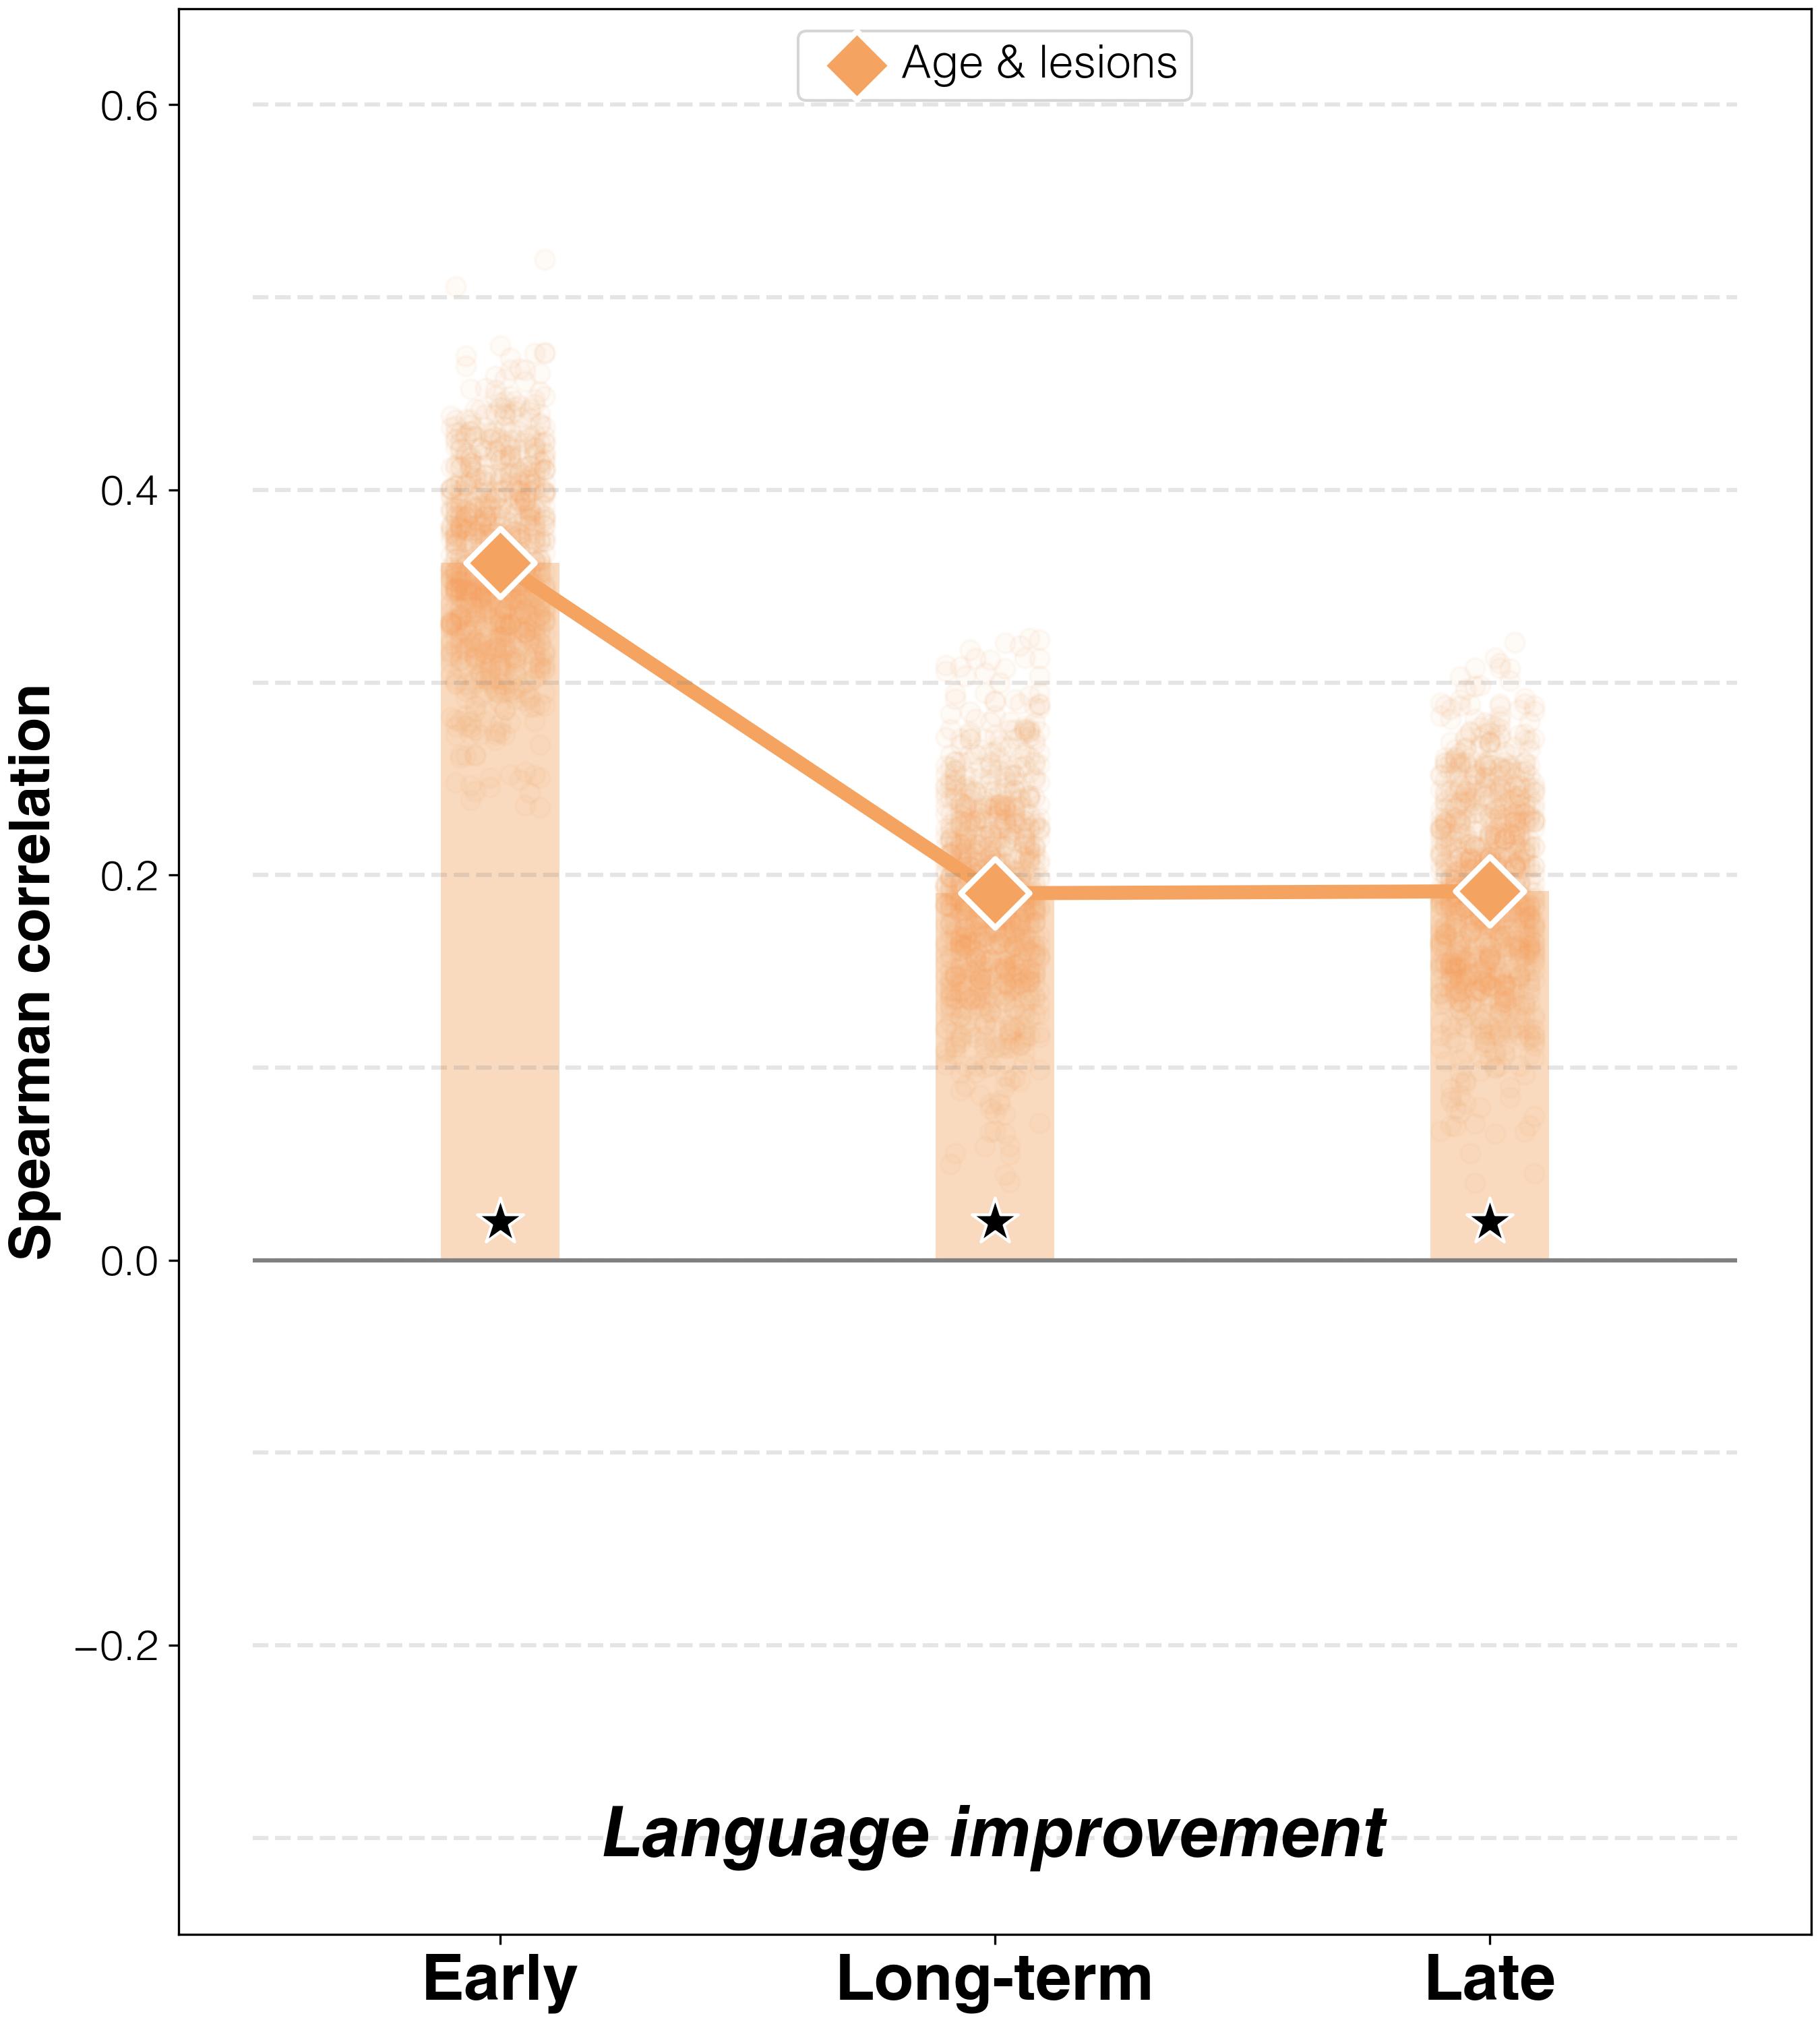 Age & lesions
0.6
0.4
0.2
0.0
−0.2
Spearman correlation
Language improvement
Early Long-term Late